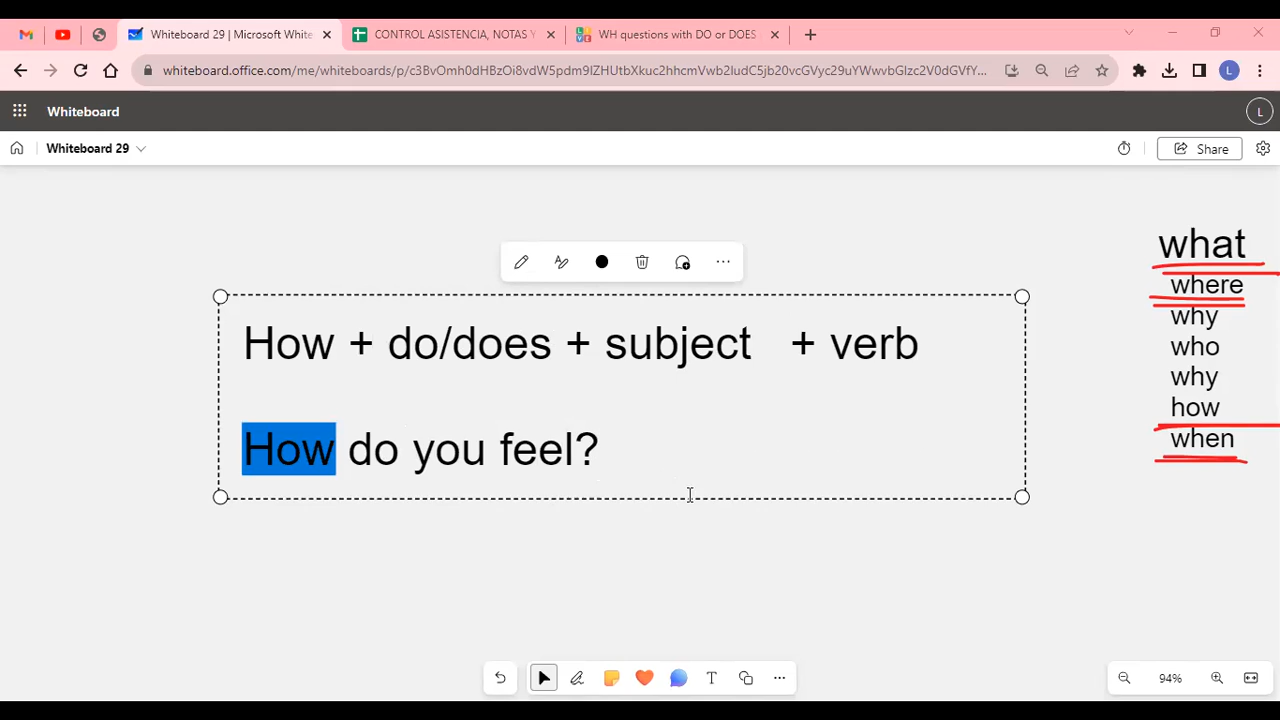 Whiteboard 29 | Microsoft White
CONTROL ASISTENCIA, NOTAS Y
WH questions with DO or DOES
L
Whiteboard
L
Whiteboard 29
Share
How + do/does + subject + verb
How do you feel?
what
where
why
who
why
how
when
94%